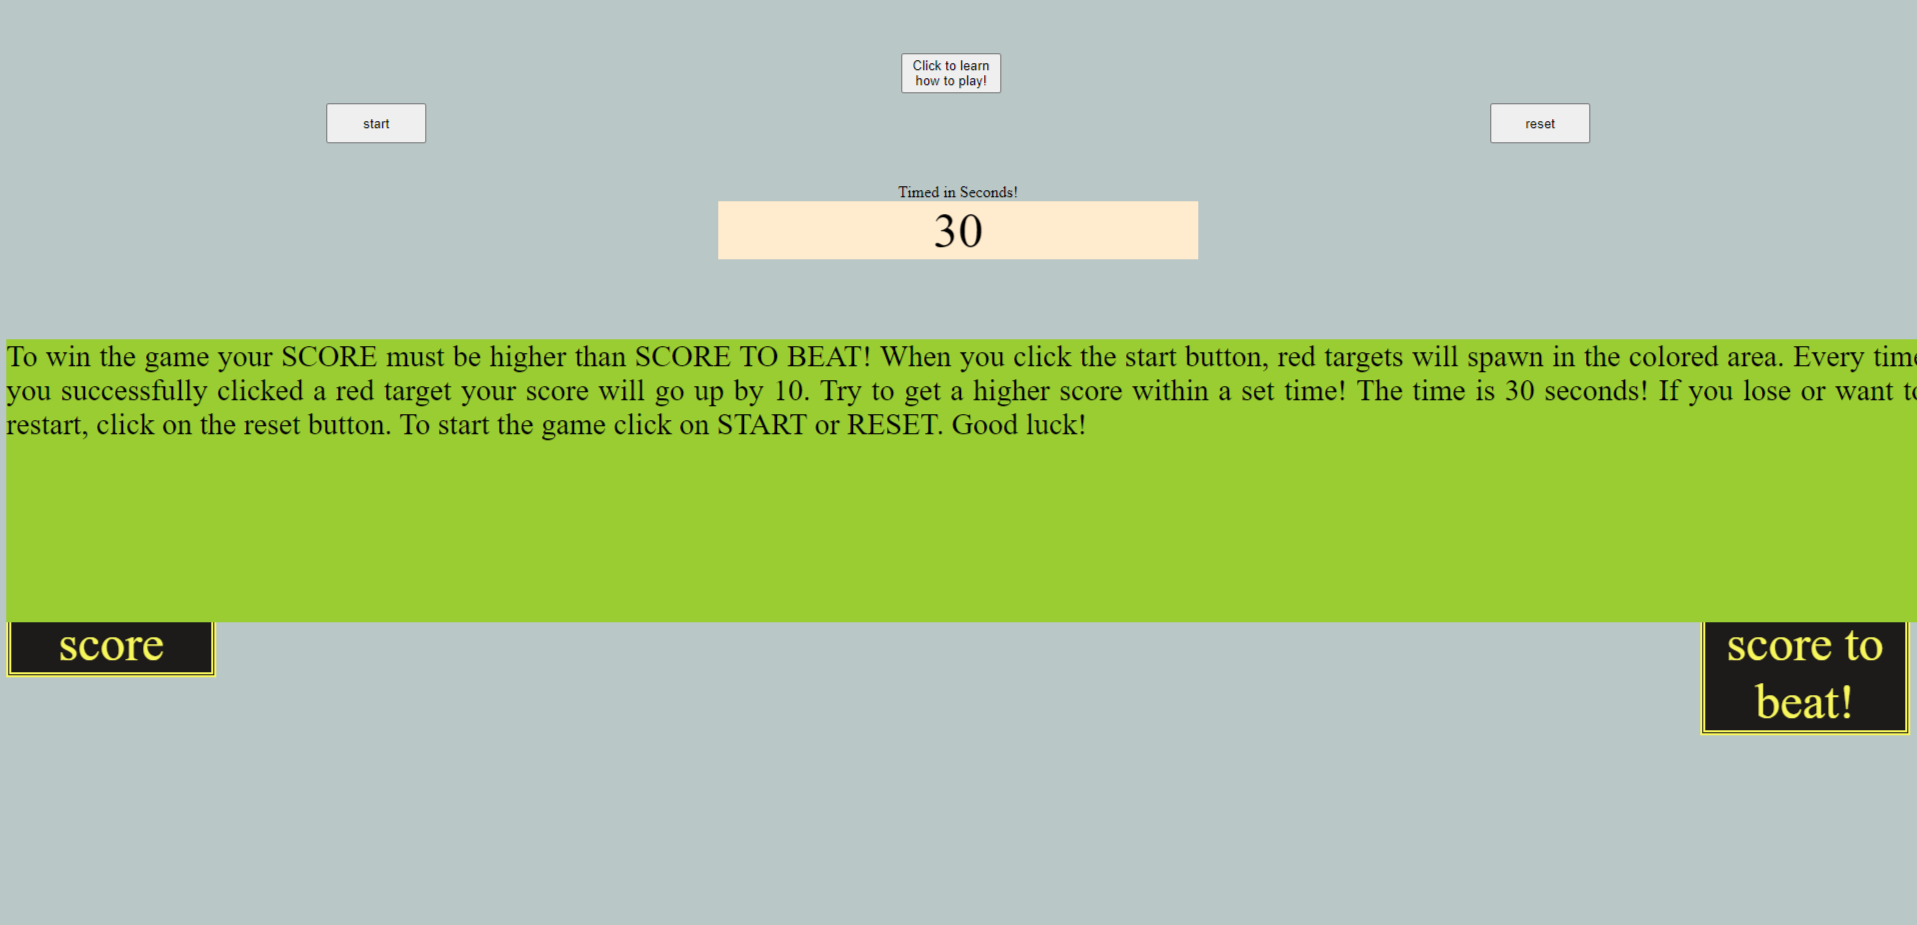 Click to learn
how to play!
start
reset
Timed in Seconds!
30
To win the game your SCORE must be higher than SCORE TO BEAT! When you click the start button, red targets will spawn in the colored area. Every time
you successfully clicked a red target your score will go up by 10. Try to get a higher score within a set time! The time is 30 seconds! If you lose or want to
restart, click on the reset button. To start the game click on START or RESET. Good luck!
score
score to
beat!